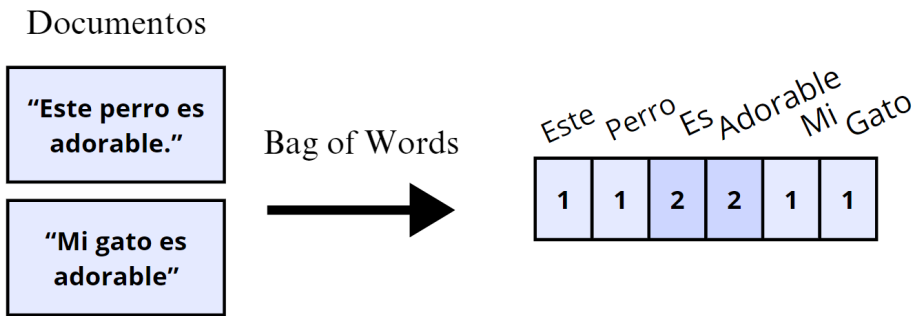 Documentos
“Este perro es
adorable.”
“Mi gato es
adorable”
Bag of Words
Este Perro Es Adorable Mi Gato
1 1 2 2 1 1